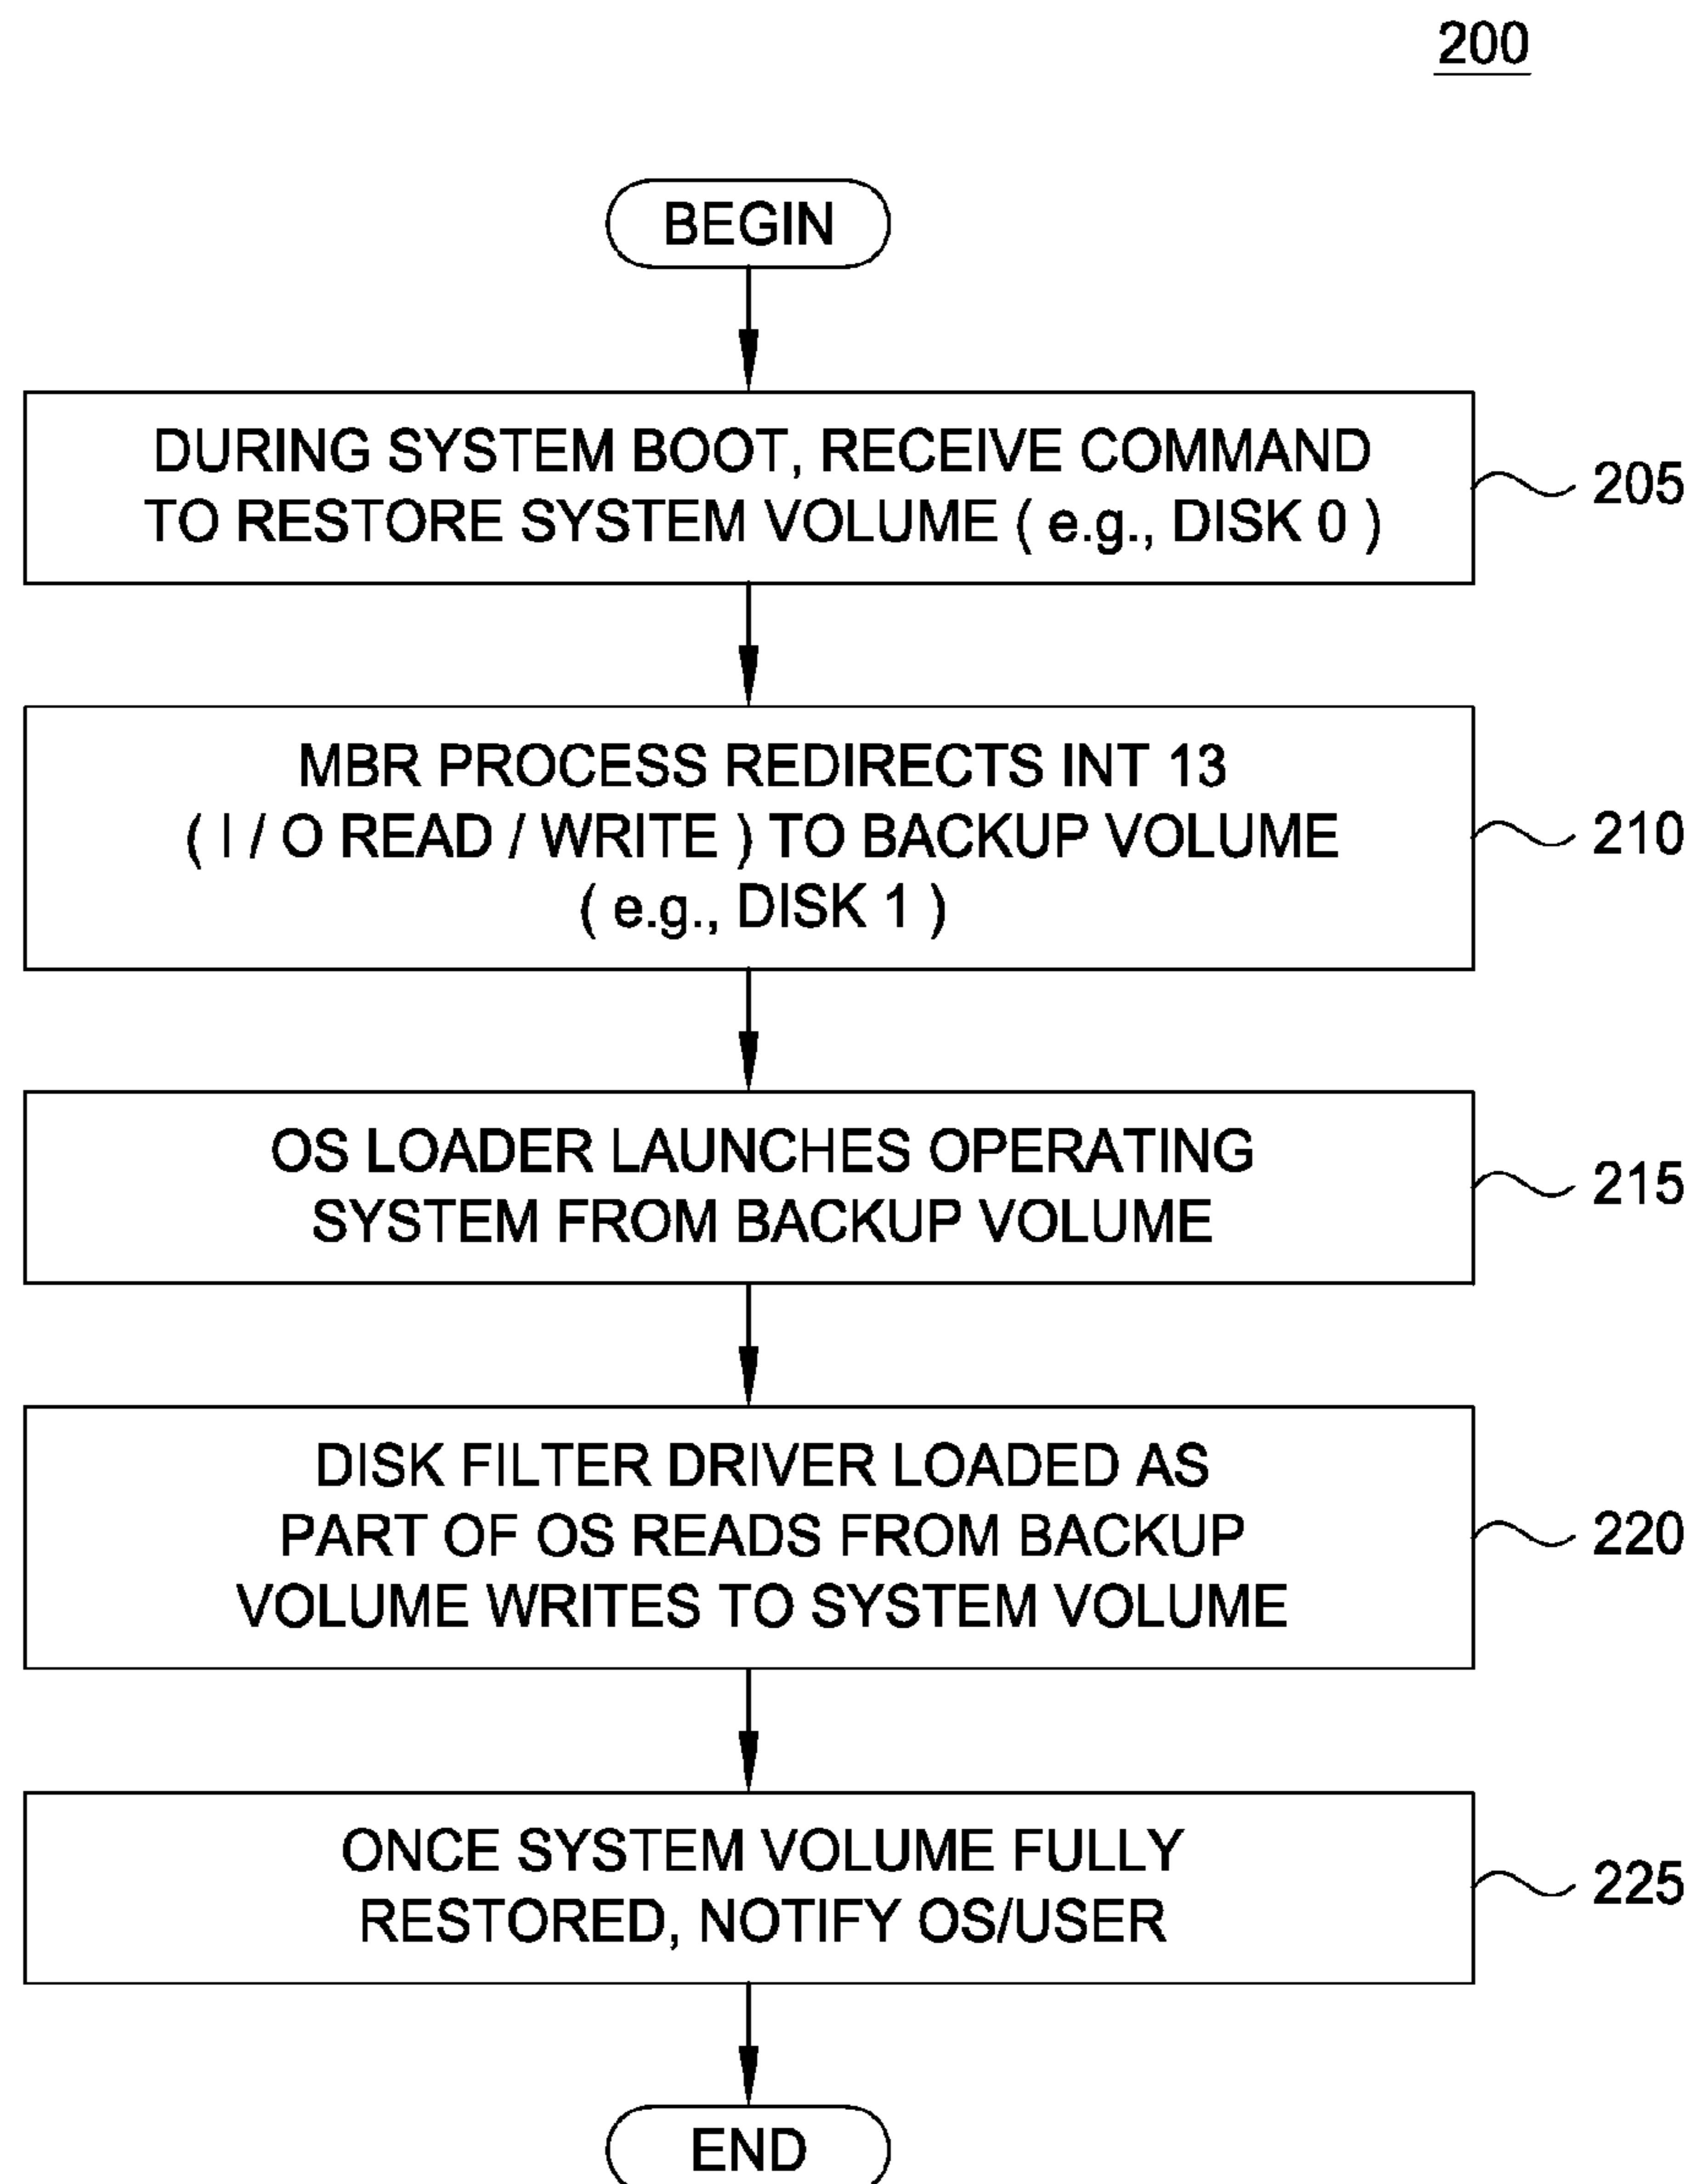 200
BEGIN
DURING SYSTEM BOOT, RECEIVE COMMAND
TO RESTORE SYSTEM VOLUME ( e.g., DISK 0 )
205
MBR PROCESS REDIRECTS INT 13
( I / O READ / WRITE ) TO BACKUP VOLUME
( e.g., DISK 1 )
210
OS LOADER LAUNCHES OPERATING
SYSTEM FROM BACKUP VOLUME
215
DISK FILTER DRIVER LOADED AS
PART OF OS READS FROM BACKUP
VOLUME WRITES TO SYSTEM VOLUME
220
ONCE SYSTEM VOLUME FULLY
RESTORED, NOTIFY OS/USER
225
END